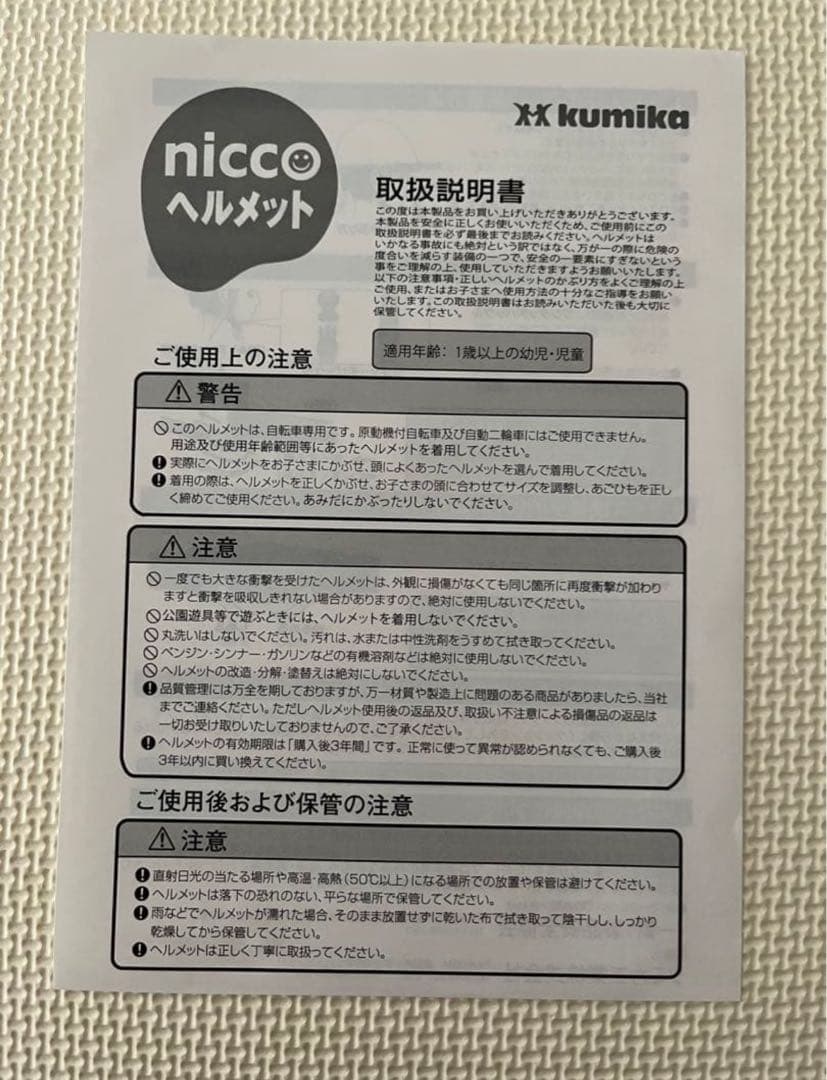 kumika
nicco
ヘルメット
取扱説明書
この度は本製品をお買い上げいただきありがとうございます。
本製品を安全に正しくお使いいただくため、ご使用前にこの
取扱説明書を必ず最後までお読みください。ヘルメットは
いかなる事故にも絶対という訳ではなく、万が一の際に危険の
度合いを減らす装備の一つで、安全の一要素にすぎないという
事をご理解の上、使用していただきますようお願いいたします。
以下の注意事項・正しいヘルメットのかぶり方をよくご理解の上
ご使用、またはお子さまへ使用方法の十分なご指導をお願い
いたします。この取扱説明書はお読みいただいた後も大切に
保管してください。
適用年齢：1歳以上の幼児・児童
ご使用上の注意
警告
このヘルメットは、自転車専用です。原動機付自転車及び自動二輪車にはご使用できません。
用途及び使用年齢範囲等にあったヘルメットを着用してください。
実際にヘルメットをお子さまにかぶせ、頭によくあったヘルメットを選んで着用してください。
着用の際は、ヘルメットを正しくかぶせ、お子さまの頭に合わせてサイズを調整し、あごひもを正し
く締めてご使用ください。あみだにかぶったりしないでください。
注意
一度でも大きな衝撃を受けたヘルメットは、外観に損傷がなくても同じ箇所に再度衝撃が加わり
ますと衝撃を吸収しきれない場合がありますので、絶対に使用しないでください。
公園遊具等で遊ぶときには、ヘルメットを着用しないでください。
丸洗いはしないでください。汚れは、水または中性洗剤をうすめて拭き取ってください。
ベンジン・シンナー・ガソリンなどの有機溶剤などは絶対に使用しないでください。
ヘルメットの改造・分解・塗替えは絶対にしないでください。
品質管理には万全を期しておりますが、万一材質や製造上に問題のある商品がありましたら、当社
までご連絡ください。ただしヘルメット使用後の返品及び、取扱い不注意による損傷品の返品は
一切お受け取りいたしておりませんので、ご了承ください。
ヘルメットの有効期限は「購入後3年間」です。正常に使って異常が認められなくても、ご購入後
3年以内に買い換えてください。
ご使用後および保管の注意
注意
直射日光の当たる場所や高温・高熱（50℃以上）になる場所での放置や保管は避けてください。
ヘルメットは落下の恐れのない、平らな場所で保管してください。
雨などでヘルメットが濡れた場合、そのまま放置せずに乾いた布で拭き取って陰干しし、しっかり
乾燥してから保管してください。
ヘルメットは正しく丁寧に取扱ってください。